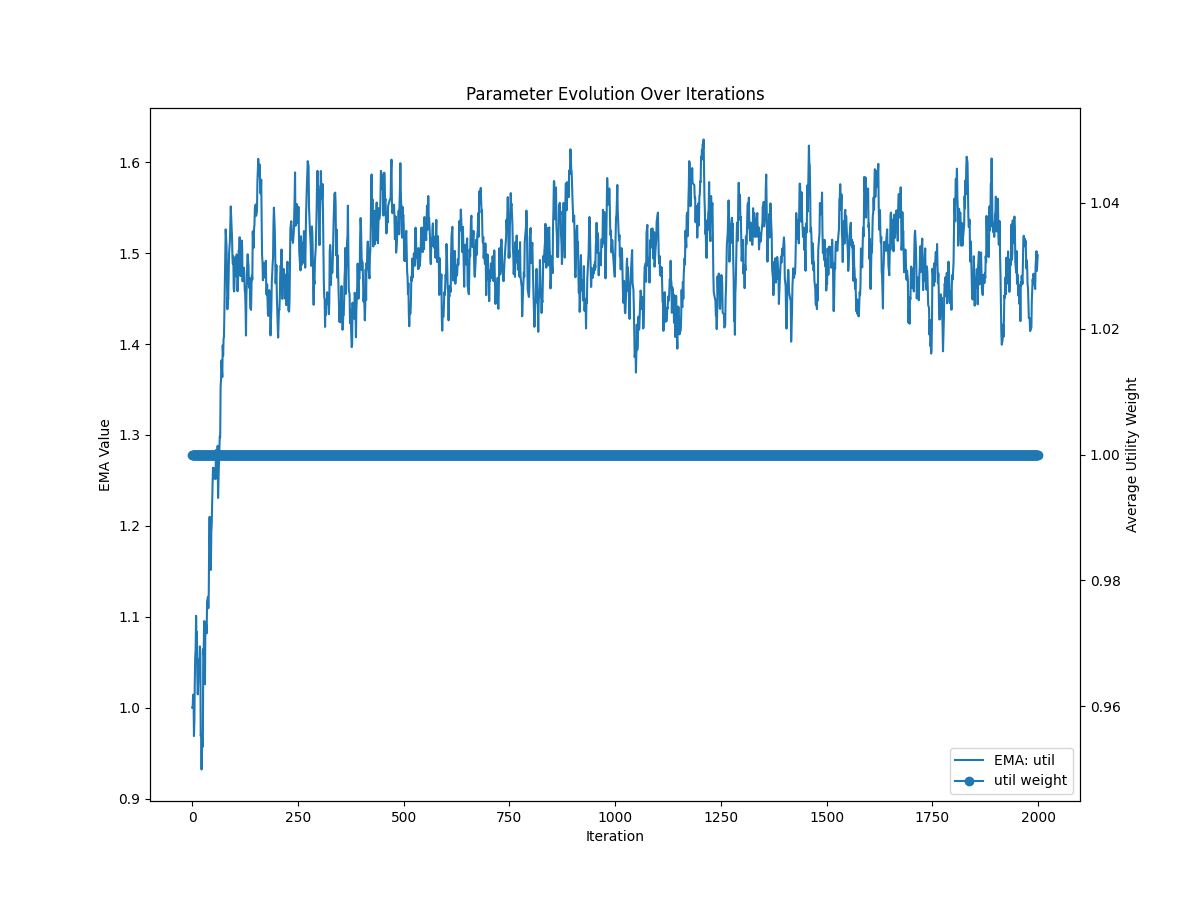 Parameter Evolution Over Iterations
1.6
1.5
1.4
1.3
1.2
1.1
1.0
0.9
EMA Value
1.04
1.02
1.00
0.98
0.96
Average Utility Weight
EMA: util
util weight
0 250 500 750 1000 1250 1500 1750 2000
Iteration